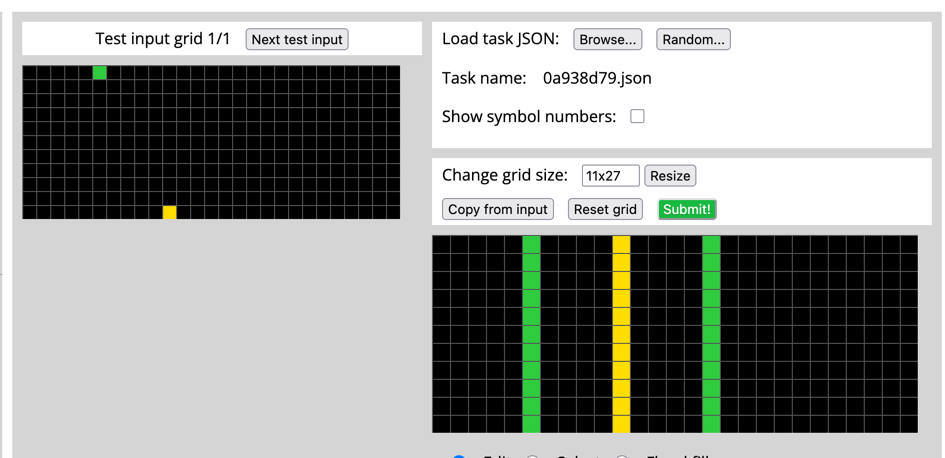 Test input grid 1/1 Next test input
Load task JSON: Browse... Random...
Task name: 0a938d79.json
Show symbol numbers:
Change grid size: 11x27 Resize
Copy from input Reset grid Submit!